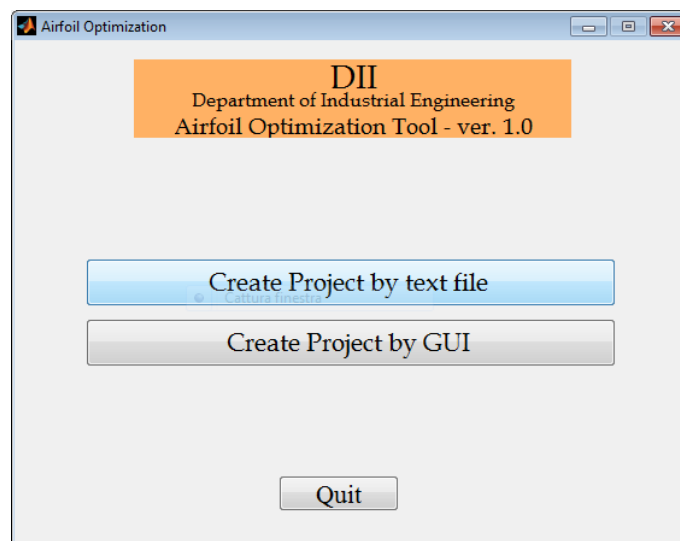 Airfoil Optimization
DII
Department of Industrial Engineering
Airfoil Optimization Tool - ver. 1.0
Create Project by text file
Cattura finestra
Create Project by GUI
Quit